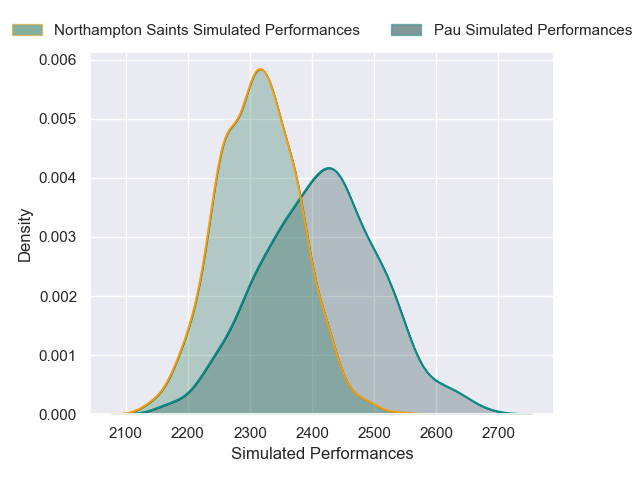 Northampton Saints Simulated Performances
Pau Simulated Performances
0.006
0.005
0.004
0.003
0.002
0.001
0.000
Density
2100 2200 2300 2400 2500 2600 2700
Simulated Performances